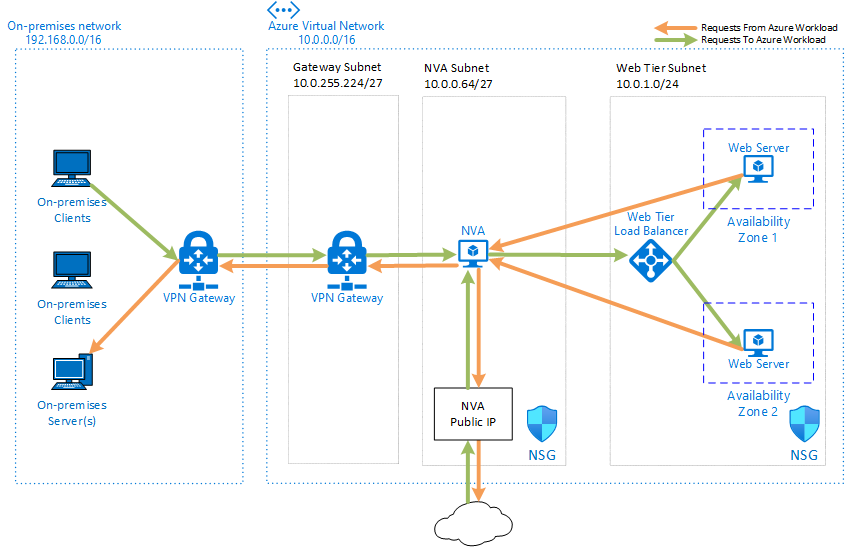 On-premises network
192.168.0.0/16
Azure Virtual Network
10.0.0.0/16
Requests From Azure Workload
Requests To Azure Workload
Gateway Subnet
10.0.255.224/27
NVA Subnet
10.0.0.64/27
Web Tier Subnet
10.0.1.0/24
On-premises
Clients
On-premises
Clients
On-premises
Server(s)
VPN Gateway
VPN Gateway
NVA
Web Tier
Load Balancer
Web Server
Availability
Zone 1
Web Server
Availability
Zone 2
NVA
Public IP
NSG
NSG